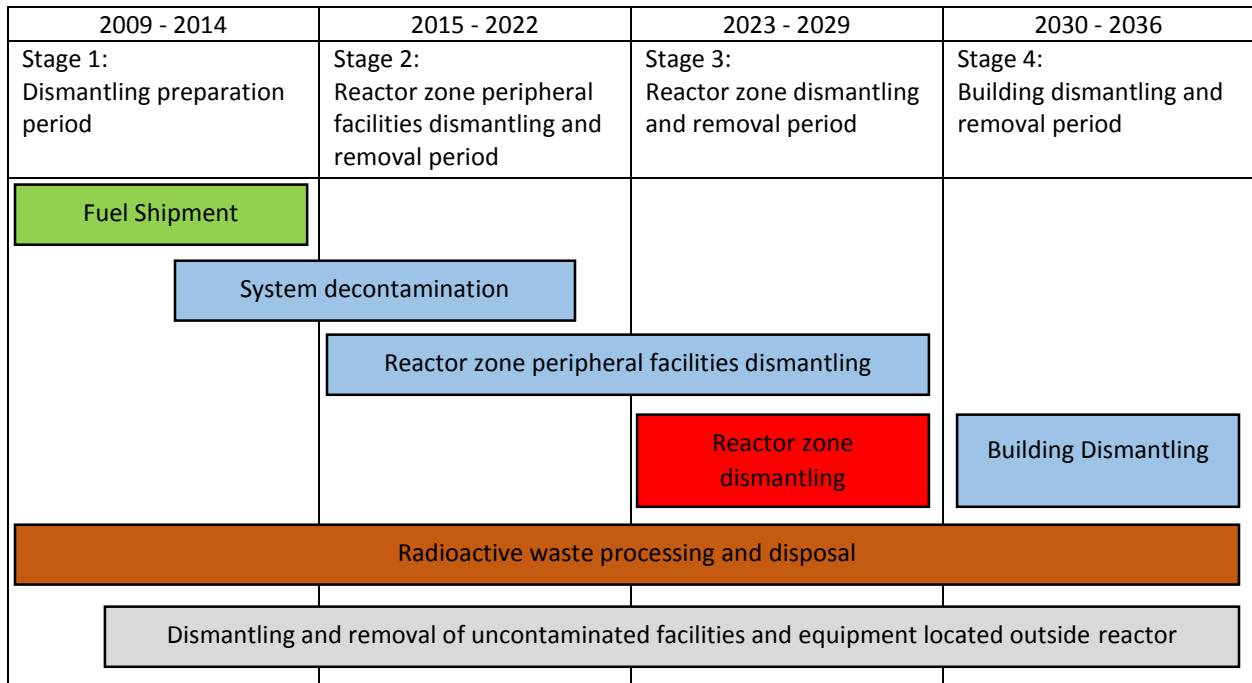 2009 - 2014
2015 - 2022
2023 - 2029
2030 - 2036
Stage 1:
Dismantling preparation
period
Stage 2:
Reactor zone peripheral
facilities dismantling and
removal period
Stage 3:
Reactor zone dismantling
and removal period
Stage 4:
Building dismantling and
removal period
Fuel Shipment
System decontamination
Reactor zone peripheral facilities dismantling
Reactor zone
dismantling
Building Dismantling
Radioactive waste processing and disposal
Dismantling and removal of uncontaminated facilities and equipment located outside reactor